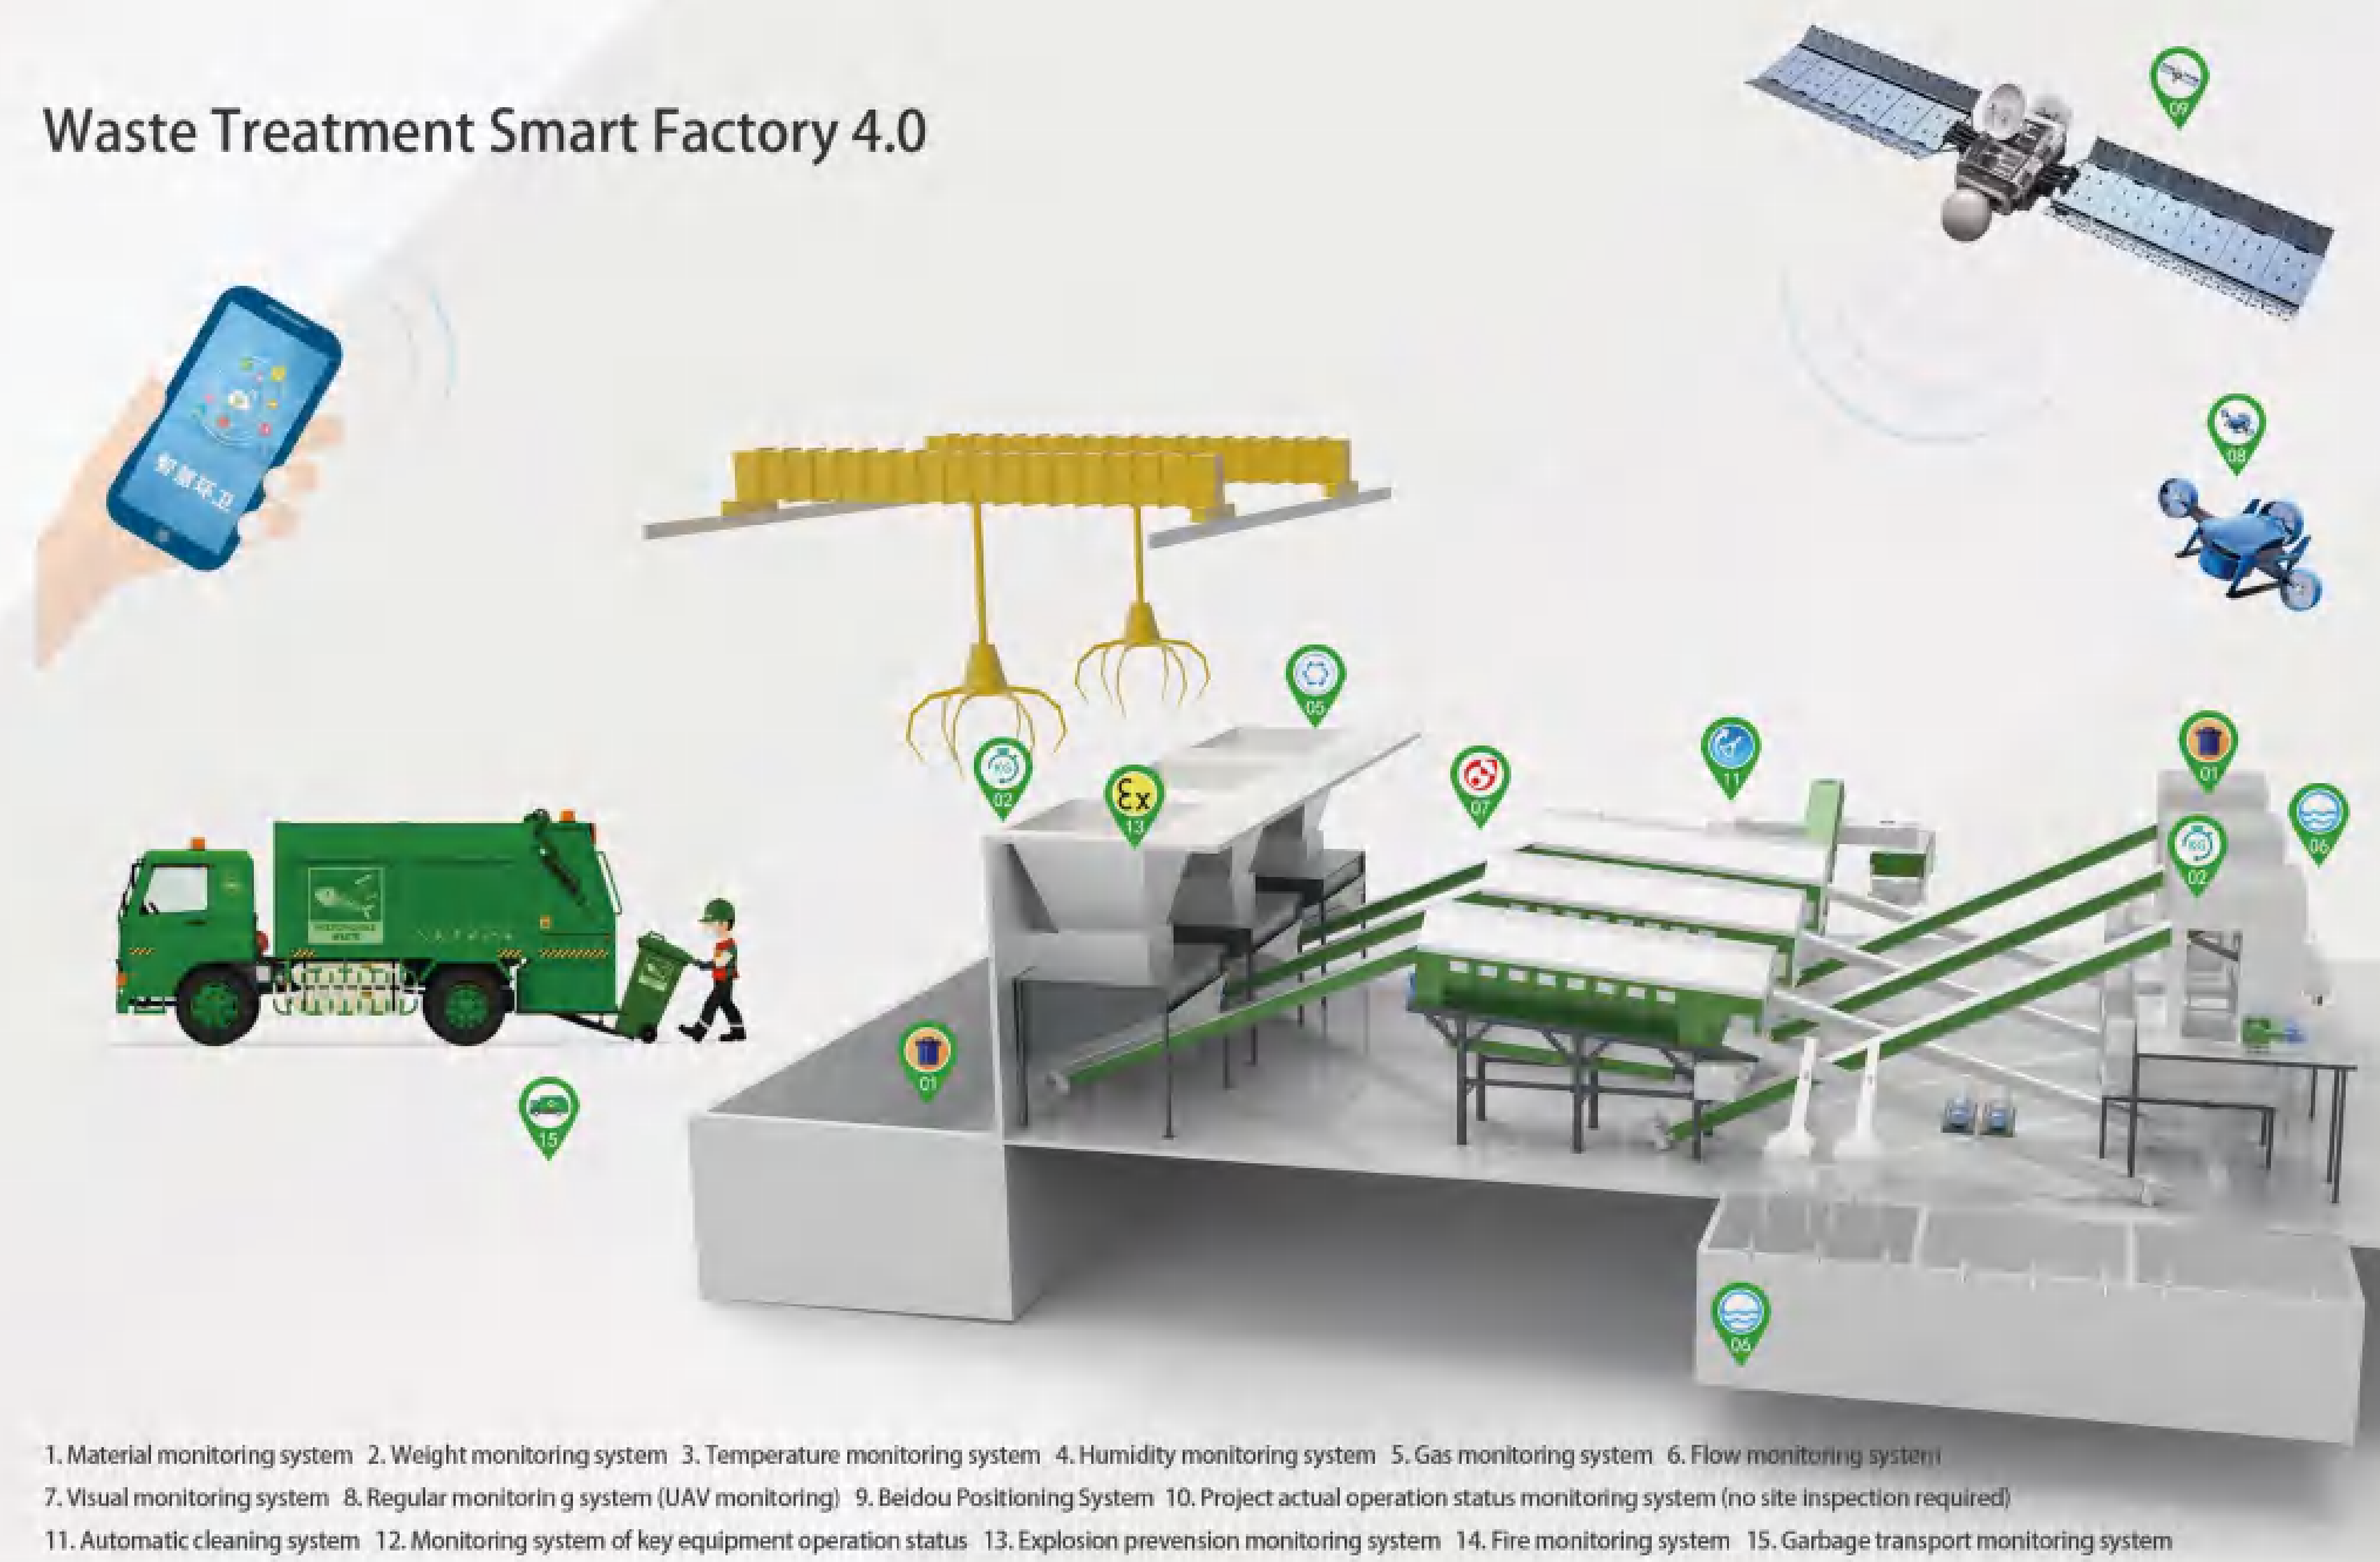 Waste Treatment Smart Factory 4.0
09
智慧环卫
08
05
KG
02
Ɛx
13
07
11
01
06
KG
02
01
15
06
1. Material monitoring system 2. Weight monitoring system 3. Temperature monitoring system 4. Humidity monitoring system 5. Gas monitoring system 6. Flow monitoring system
7. Visual monitoring system 8. Regular monitorin g system (UAV monitoring) 9. Beidou Positioning System 10. Project actual operation status monitoring system (no site inspection required)
11. Automatic cleaning system 12. Monitoring system of key equipment operation status 13. Explosion prevension monitoring system 14. Fire monitoring system 15. Garbage transport monitoring system